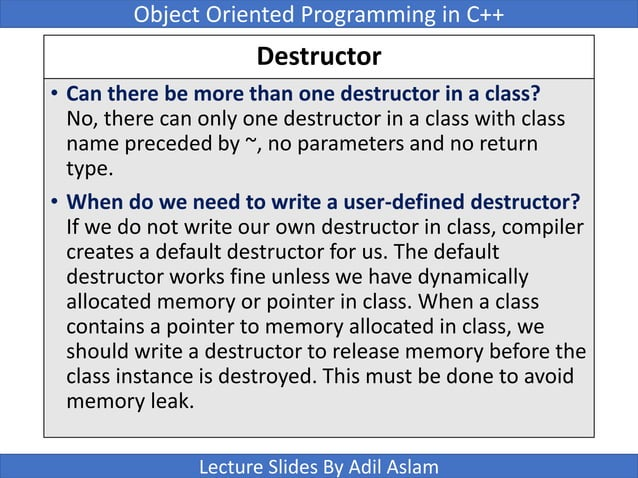 Object Oriented Programming in C++
Destructor
• Can there be more than one destructor in a class?
No, there can only one destructor in a class with class
name preceded by ~, no parameters and no return
type.
• When do we need to write a user-defined destructor?
If we do not write our own destructor in class, compiler
creates a default destructor for us. The default
destructor works fine unless we have dynamically
allocated memory or pointer in class. When a class
contains a pointer to memory allocated in class, we
should write a destructor to release memory before the
class instance is destroyed. This must be done to avoid
memory leak.
Lecture Slides By Adil Aslam